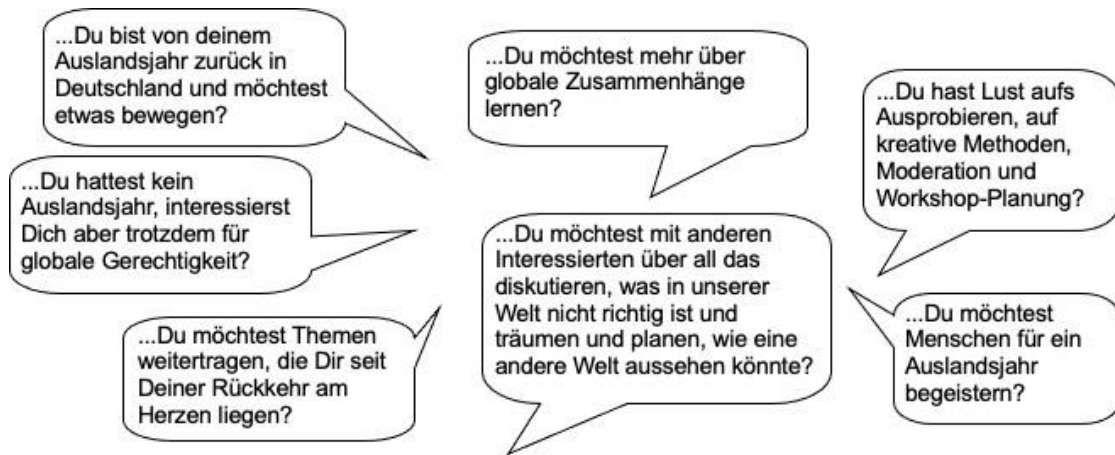 ...Du bist von deinem
Auslandsjahr zurück in
Deutschland und möchtest
etwas bewegen?
...Du möchtest mehr über
globale Zusammenhänge
lernen?
...Du hast Lust aufs
Ausprobieren, auf
kreative Methoden,
Moderation und
Workshop-Planung?
...Du hattest kein
Auslandsjahr, interessierst
Dich aber trotzdem für
globale Gerechtigkeit?
...Du möchtest mit anderen
Interessierten über all das
diskutieren, was in unserer
Welt nicht richtig ist und
träumen und planen, wie eine
andere Welt aussehen könnte?
...Du möchtest Themen
weitertragen, die Dir seit
Deiner Rückkehr am
Herzen liegen?
...Du möchtest
Menschen für ein
Auslandsjahr
begeistern?